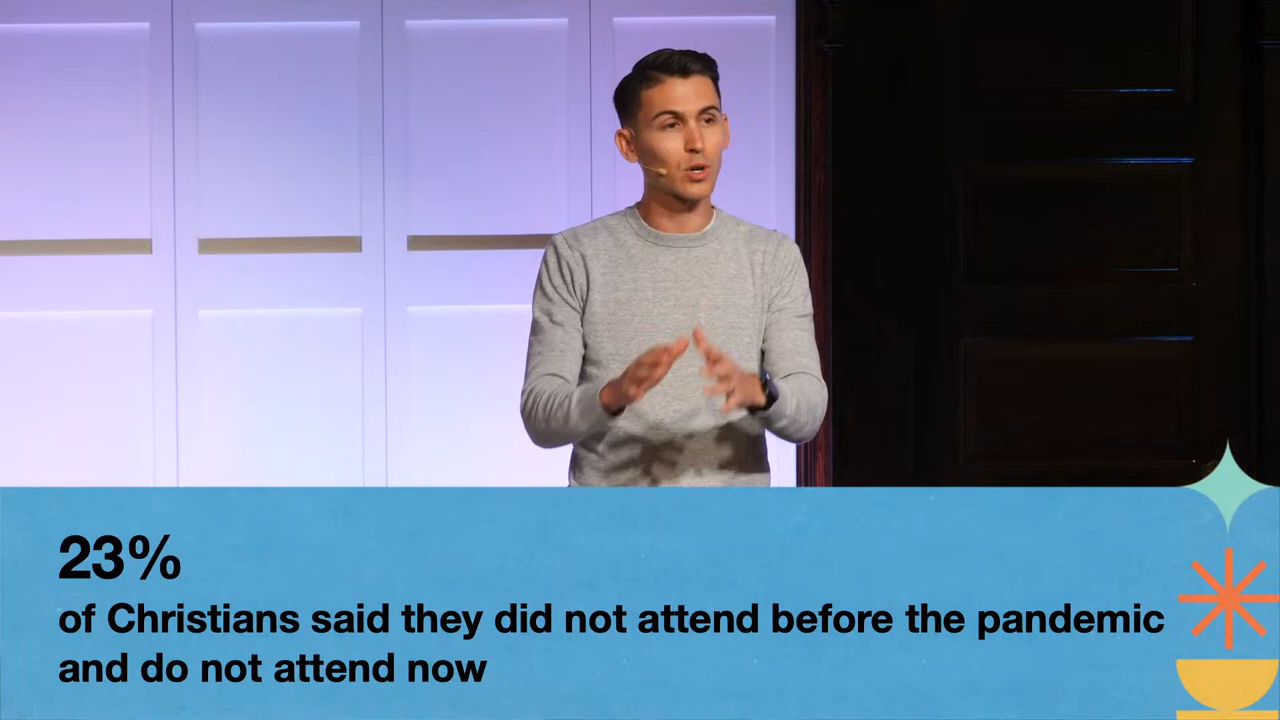 23%
of Christians said they did not attend before the pandemic
and do not attend now